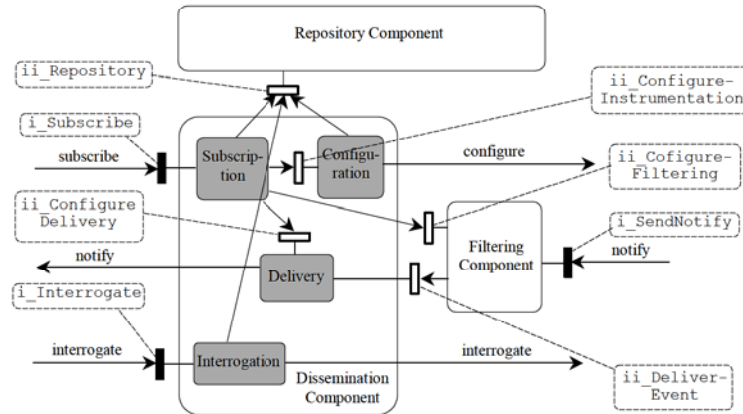 Repository Component
ii_Repository
ii_Configure-
Instrumentation
i_Subscribe
subscribe
Subscrip-
tion
Configu-
ration
configure
ii_Cofigure-
Filtering
ii_Configure
Delivery
i_SendNotify
notify
Delivery
Filtering
Component
notify
i_Interrogate
interrogate
Interrogation
interrogate
Dissemination
Component
ii_Deliver-
Event